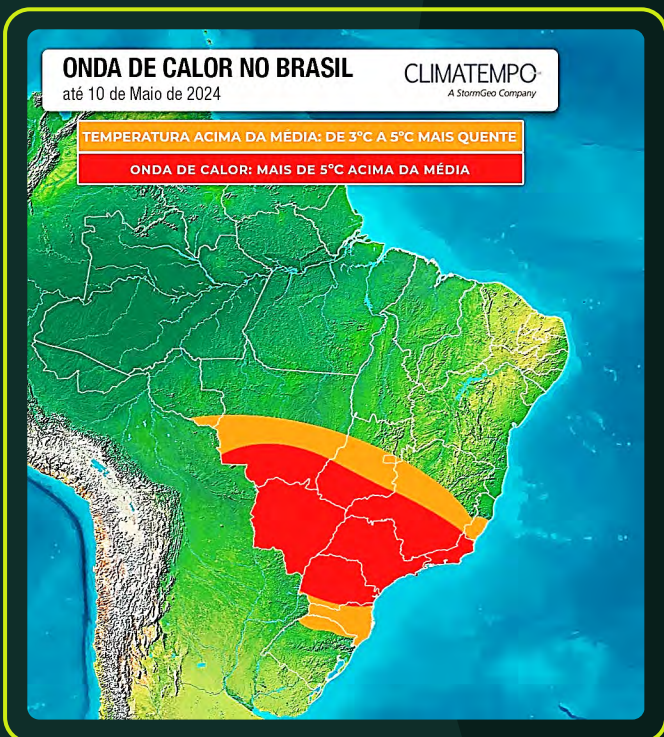 ONDA DE CALOR NO BRASIL
até 10 de Maio de 2024
CLIMATEMPO
A StormGeo Company
TEMPERATURA ACIMA DA MÉDIA: DE 3°C A 5°C MAIS QUENTE
ONDA DE CALOR: MAIS DE 5°C ACIMA DA MÉDIA